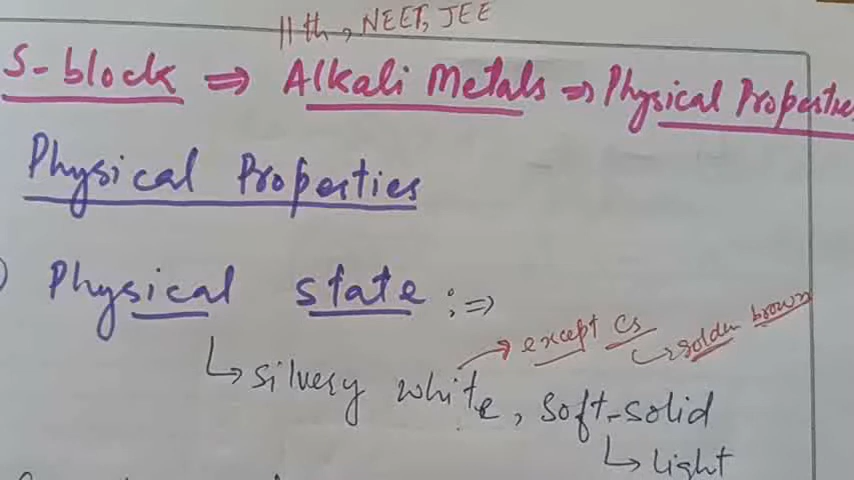 11th, NEET, JEE
S-block ⇒ Alkali Metals ⇒ Physical Properties
Physical Properties
) Physical state :⇒
except Cs
golden brown
silvery white, soft-solid
light